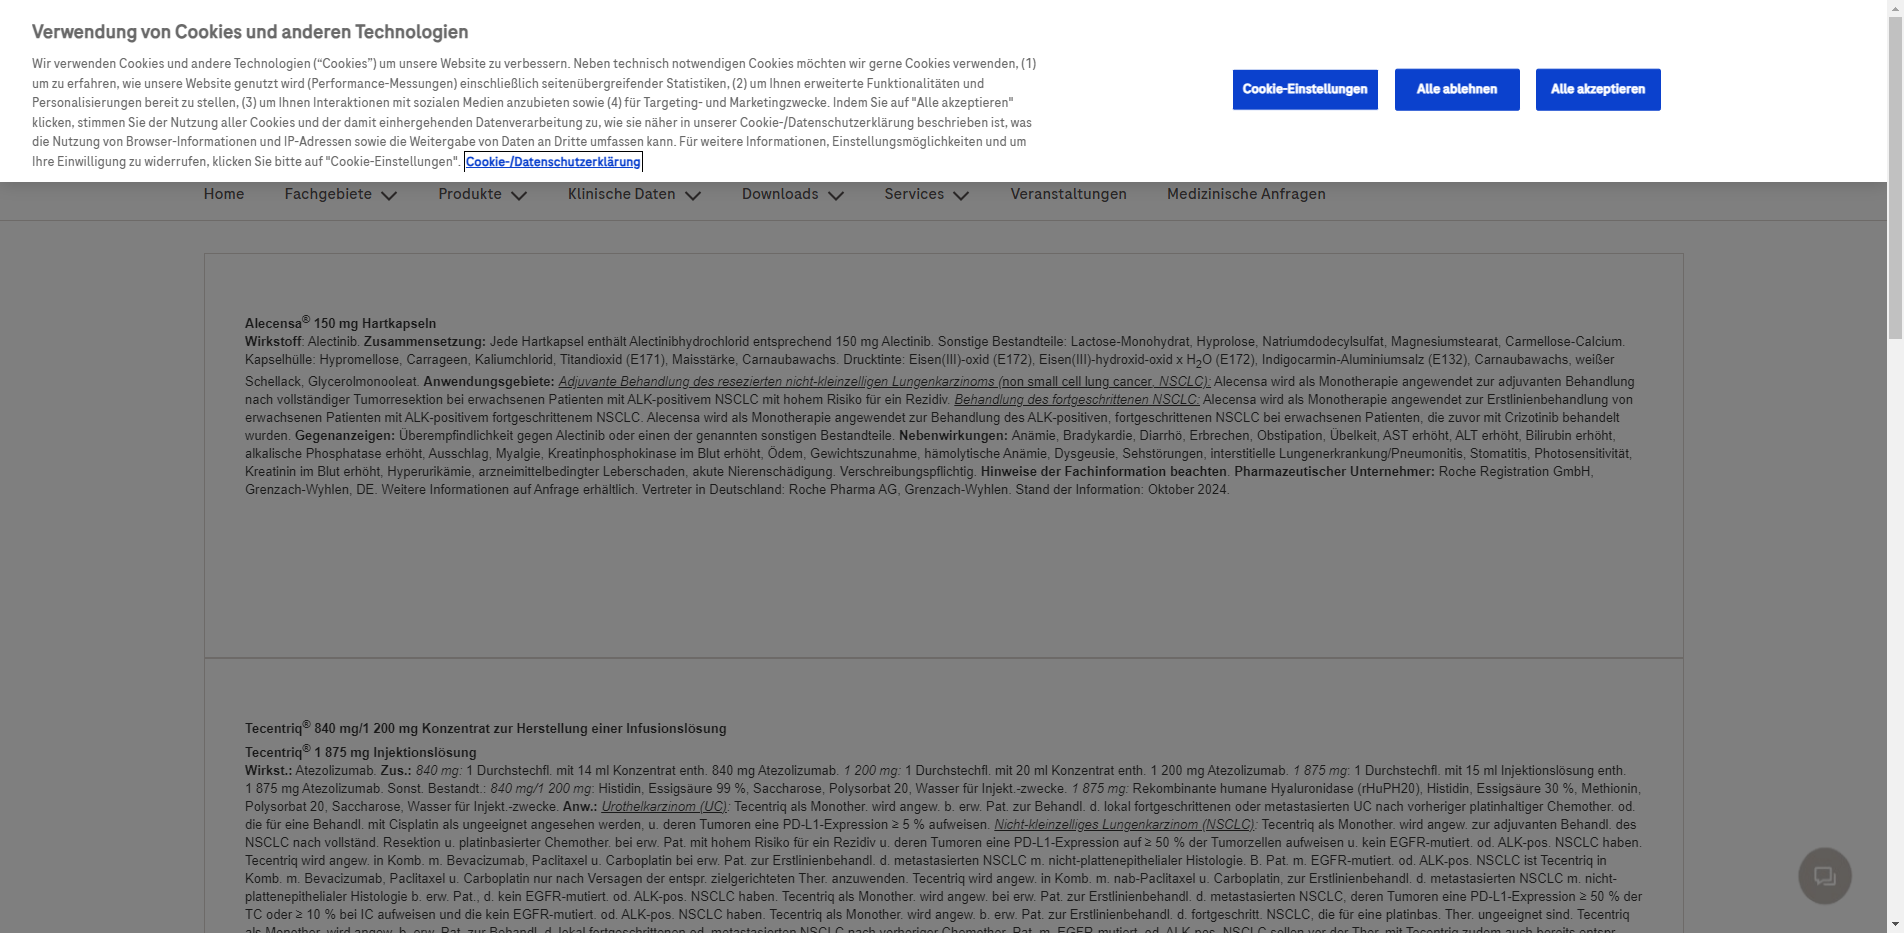 Verwendung von Cookies und anderen Technologien
Wir verwenden Cookies und andere Technologien (“Cookies”) um unsere Website zu verbessern. Neben technisch notwendigen Cookies möchten wir gerne Cookies verwenden, (1)
um zu erfahren, wie unsere Website genutzt wird (Performance-Messungen) einschließlich seitenübergreifender Statistiken, (2) um Ihnen erweiterte Funktionalitäten und
Personalisierungen bereit zu stellen, (3) um Ihnen Interaktionen mit sozialen Medien anzubieten sowie (4) für Targeting- und Marketingzwecke. Indem Sie auf "Alle akzeptieren"
klicken, stimmen Sie der Nutzung aller Cookies und der damit einhergehenden Datenverarbeitung zu, wie sie näher in unserer Cookie-/Datenschutzerklärung beschrieben ist, was
die Nutzung von Browser-Informationen und IP-Adressen sowie die Weitergabe von Daten an Dritte umfassen kann. Für weitere Informationen, Einstellungsmöglichkeiten und um
Ihre Einwilligung zu widerrufen, klicken Sie bitte auf "Cookie-Einstellungen". Cookie-/Datenschutzerklärung
Cookie-Einstellungen Alle ablehnen Alle akzeptieren
Home Fachgebiete Produkte Klinische Daten Downloads Services Veranstaltungen Medizinische Anfragen
Alecensa® 150 mg Hartkapseln
Wirkstoff: Alectinib. Zusammensetzung: Jede Hartkapsel enthält Alectinibhydrochlorid entsprechend 150 mg Alectinib. Sonstige Bestandteile: Lactose-Monohydrat, Hyprolose, Natriumdodecylsulfat, Magnesiumstearat, Carmellose-Calcium.
Kapselhülle: Hypromellose, Carrageen, Kaliumchlorid, Titandioxid (E171), Maisstärke, Carnaubawachs. Drucktinte: Eisen(III)-oxid (E172), Eisen(III)-hydroxid-oxid x H2O (E172), Indigocarmin-Aluminiumsalz (E132), Carnaubawachs, weißer
Schellack, Glycerolmonooleat. Anwendungsgebiete: Adjuvante Behandlung des resezierten nicht-kleinzelligen Lungenkarzinoms (non small cell lung cancer, NSCLC): Alecensa wird als Monotherapie angewendet zur adjuvanten Behandlung
nach vollständiger Tumorresektion bei erwachsenen Patienten mit ALK-positivem NSCLC mit hohem Risiko für ein Rezidiv. Behandlung des fortgeschrittenen NSCLC: Alecensa wird als Monotherapie angewendet zur Erstlinienbehandlung von
erwachsenen Patienten mit ALK-positivem fortgeschrittenem NSCLC. Alecensa wird als Monotherapie angewendet zur Behandlung des ALK-positiven, fortgeschrittenen NSCLC bei erwachsenen Patienten, die zuvor mit Crizotinib behandelt
wurden. Gegenanzeigen: Überempfindlichkeit gegen Alectinib oder einen der genannten sonstigen Bestandteile. Nebenwirkungen: Anämie, Bradykardie, Diarrhö, Erbrechen, Obstipation, Übelkeit, AST erhöht, ALT erhöht, Bilirubin erhöht,
alkalische Phosphatase erhöht, Ausschlag, Myalgie, Kreatinphosphokinase im Blut erhöht, Ödem, Gewichtszunahme, hämolytische Anämie, Dysgeusie, Sehstörungen, interstitielle Lungenerkrankung/Pneumonitis, Stomatitis, Photosensitivität,
Kreatinin im Blut erhöht, Hyperurikämie, arzneimittelbedingter Leberschaden, akute Nierenschädigung. Verschreibungspflichtig. Hinweise der Fachinformation beachten. Pharmazeutischer Unternehmer: Roche Registration GmbH,
Grenzach-Wyhlen, DE. Weitere Informationen auf Anfrage erhältlich. Vertreter in Deutschland: Roche Pharma AG, Grenzach-Wyhlen. Stand der Information: Oktober 2024.
Tecentriq® 840 mg/1 200 mg Konzentrat zur Herstellung einer Infusionslösung
Tecentriq® 1 875 mg Injektionslösung
Wirkst.: Atezolizumab. Zus.: 840 mg: 1 Durchstechfl. mit 14 ml Konzentrat enth. 840 mg Atezolizumab. 1 200 mg: 1 Durchstechfl. mit 20 ml Konzentrat enth. 1 200 mg Atezolizumab. 1 875 mg: 1 Durchstechfl. mit 15 ml Injektionslösung enth.
1 875 mg Atezolizumab. Sonst. Bestandt.: 840 mg/1 200 mg: Histidin, Essigsäure 99 %, Saccharose, Polysorbat 20, Wasser für Injekt.-zwecke. 1 875 mg: Rekombinante humane Hyaluronidase (rHuPH20), Histidin, Essigsäure 30 %, Methionin,
Polysorbat 20, Saccharose, Wasser für Injekt.-zwecke. Anw.: Urothelkarzinom (UC): Tecentriq als Monother. wird angew. b. erw. Pat. zur Behandl. d. lokal fortgeschrittenen oder metastasierten UC nach vorheriger platinhaltiger Chemother. od.
die für eine Behandl. mit Cisplatin als ungeeignet angesehen werden, u. deren Tumoren eine PD-L1-Expression ≥ 5 % aufweisen. Nicht-kleinzelliges Lungenkarzinom (NSCLC): Tecentriq als Monother. wird angew. zur adjuvanten Behandl. des
NSCLC nach vollständ. Resektion u. platinbasierter Chemother. bei erw. Pat. mit hohem Risiko für ein Rezidiv u. deren Tumoren eine PD-L1-Expression auf ≥ 50 % der Tumorzellen aufweisen u. kein EGFR-mutiert. od. ALK-pos. NSCLC haben.
Tecentriq wird angew. in Komb. m. Bevacizumab, Paclitaxel u. Carboplatin bei erw. Pat. zur Erstlinienbehandl. d. metastasierten NSCLC m. nicht-plattenepithelialer Histologie. B. Pat. m. EGFR-mutiert. od. ALK-pos. NSCLC ist Tecentriq in
Komb. m. Bevacizumab, Paclitaxel u. Carboplatin nur nach Versagen der entspr. zielgerichteten Ther. anzuwenden. Tecentriq wird angew. in Komb. m. nab-Paclitaxel u. Carboplatin, zur Erstlinienbehandl. d. metastasierten NSCLC m. nicht-
plattenepithelialer Histologie b. erw. Pat., d. kein EGFR-mutiert. od. ALK-pos. NSCLC haben. Tecentriq als Monother. wird angew. bei erw. Pat. zur Erstlinienbehandl. d. metastasierten NSCLC, deren Tumoren eine PD-L1-Expression ≥ 50 % der
TC oder ≥ 10 % bei IC aufweisen und die kein EGFR-mutiert. od. ALK-pos. NSCLC haben. Tecentriq als Monother. wird angew. b. erw. Pat. zur Erstlinienbehandl. d. fortgeschritt. NSCLC, die für eine platinbas. Ther. ungeeignet sind. Tecentriq
als Monother. wird angew. b. erw. Pat. zur Behandl. d. lokal fortgeschrittenen od. metastasierten NSCLC nach vorheriger Chemother. Pat. m. EGFR-mutiert. od. ALK-pos. NSCLC sollen vor der Ther. mit Tecentriq zudem auch bereits entspr.